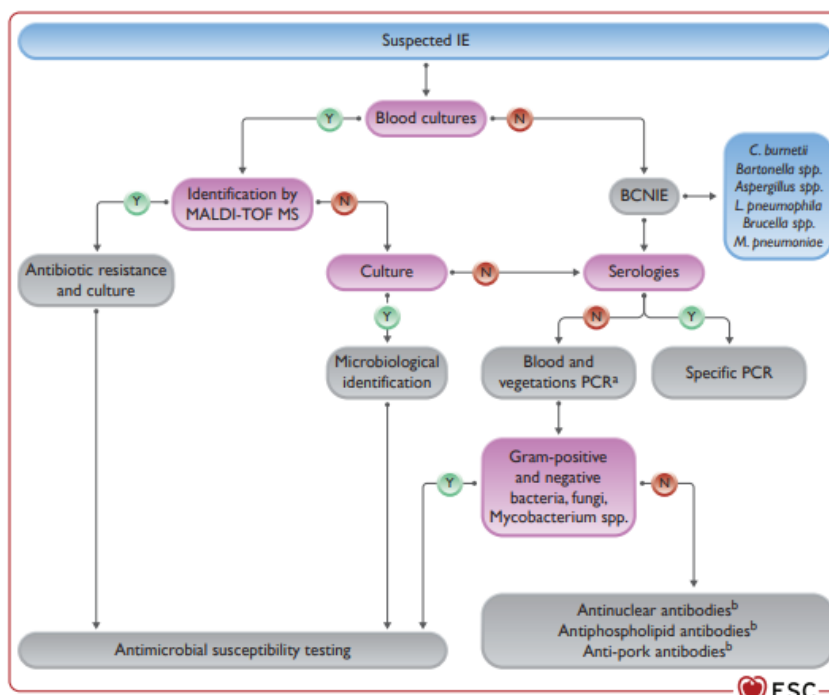 Suspected IE
Y
Blood cultures
N
C. burnetii
Bartonella spp.
Aspergillus spp.
L. pneumophila
Brucella spp.
M. pneumoniae
Y
Identification by
MALDI-TOF MS
N
BCNIE
Antibiotic resistance
and culture
Culture
N
Serologies
Y
N
Y
Microbiological
identification
Blood and
vegetations PCRᵃ
Specific PCR
Y
Gram-positive
and negative
bacteria, fungi,
Mycobacterium spp.
N
Antimicrobial susceptibility testing
Antinuclear antibodiesᵇ
Antiphospholipid antibodiesᵇ
Anti-pork antibodiesᵇ
ESC